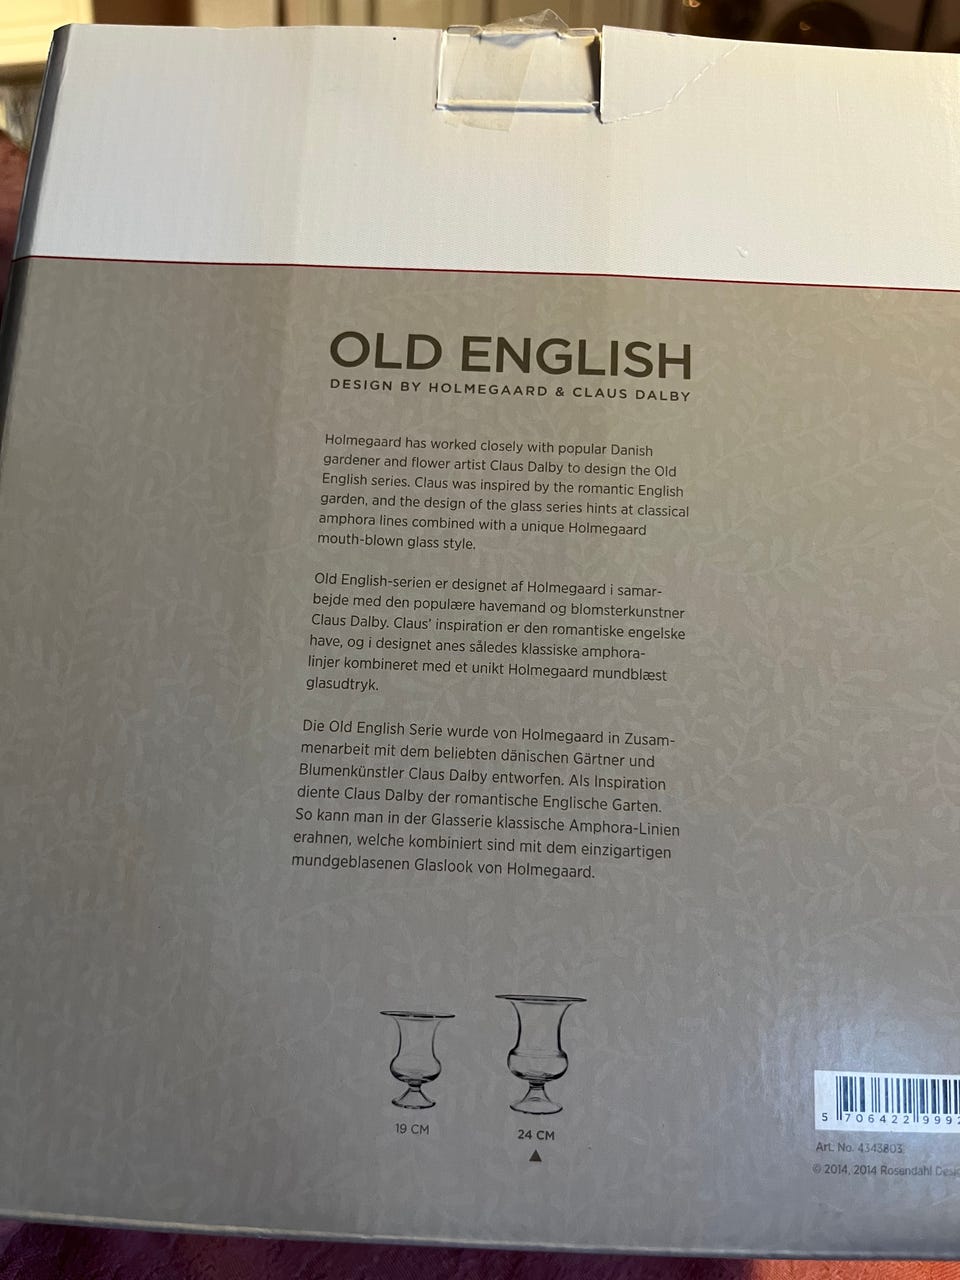 OLD ENGLISH
DESIGN BY HOLMEGAARD & CLAUS DALBY
Holmegaard has worked closely with popular Danish
gardener and flower artist Claus Dalby to design the Old
English series. Claus was inspired by the romantic English
garden, and the design of the glass series hints at classical
amphora lines combined with a unique Holmegaard
mouth-blown glass style.
Old English-serien er designet af Holmegaard i samar-
bejde med den populære havemand og blomsterkunstner
Claus Dalby. Claus’ inspiration er den romantiske engelske
have, og i designet anes således klassiske amphora-
linjer kombineret med et unikt Holmegaard mundblæst
glasudtryk.
Die Old English Serie wurde von Holmegaard in Zusam-
menarbeit mit dem beliebten dänischen Gärtner und
Blumenkünstler Claus Dalby entworfen. Als Inspiration
diente Claus Dalby der romantische Englische Garten.
So kann man in der Glasserie klassische Amphora-Linien
erahnen, welche kombiniert sind mit dem einzigartigen
mundgeblasenen Glaslook von Holmegaard.
19 CM
24 CM
5 706422 999
Art. No. 4343803
© 2014, 2014 Rosendahl